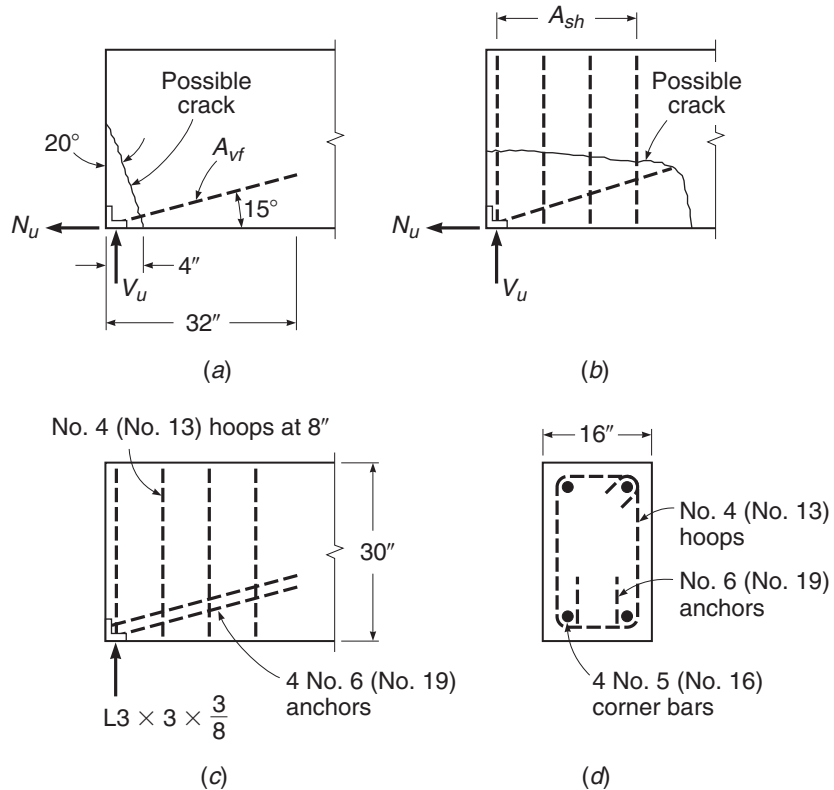 A_sh
Possible
crack
Possible
crack
20°
A_vf
15°
N_u
4″
V_u
32″
N_u
V_u
(a)
(b)
No. 4 (No. 13) hoops at 8″
16″
30″
No. 4 (No. 13)
hoops
No. 6 (No. 19)
anchors
4 No. 6 (No. 19)
anchors
4 No. 5 (No. 16)
corner bars
L3 × 3 × 3/8
(c)
(d)